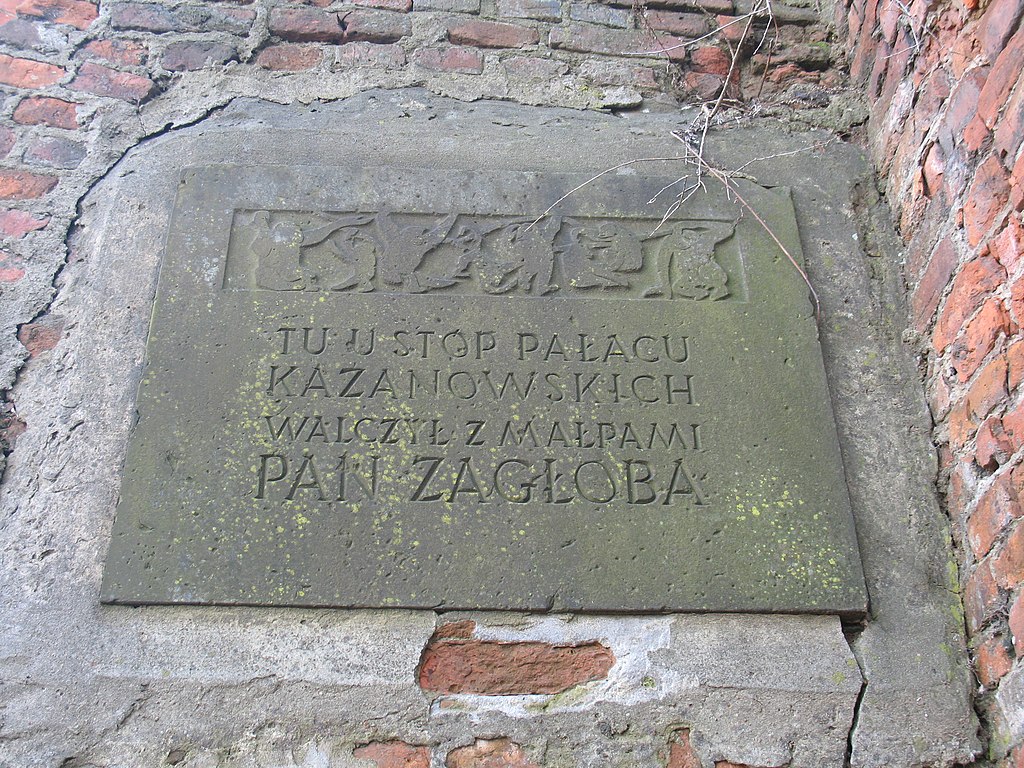 TU U STÓP PAŁACU
KAZANOWSKICH
WALCZYŁ Z MAŁPAMI
PAN ZAGŁOBA